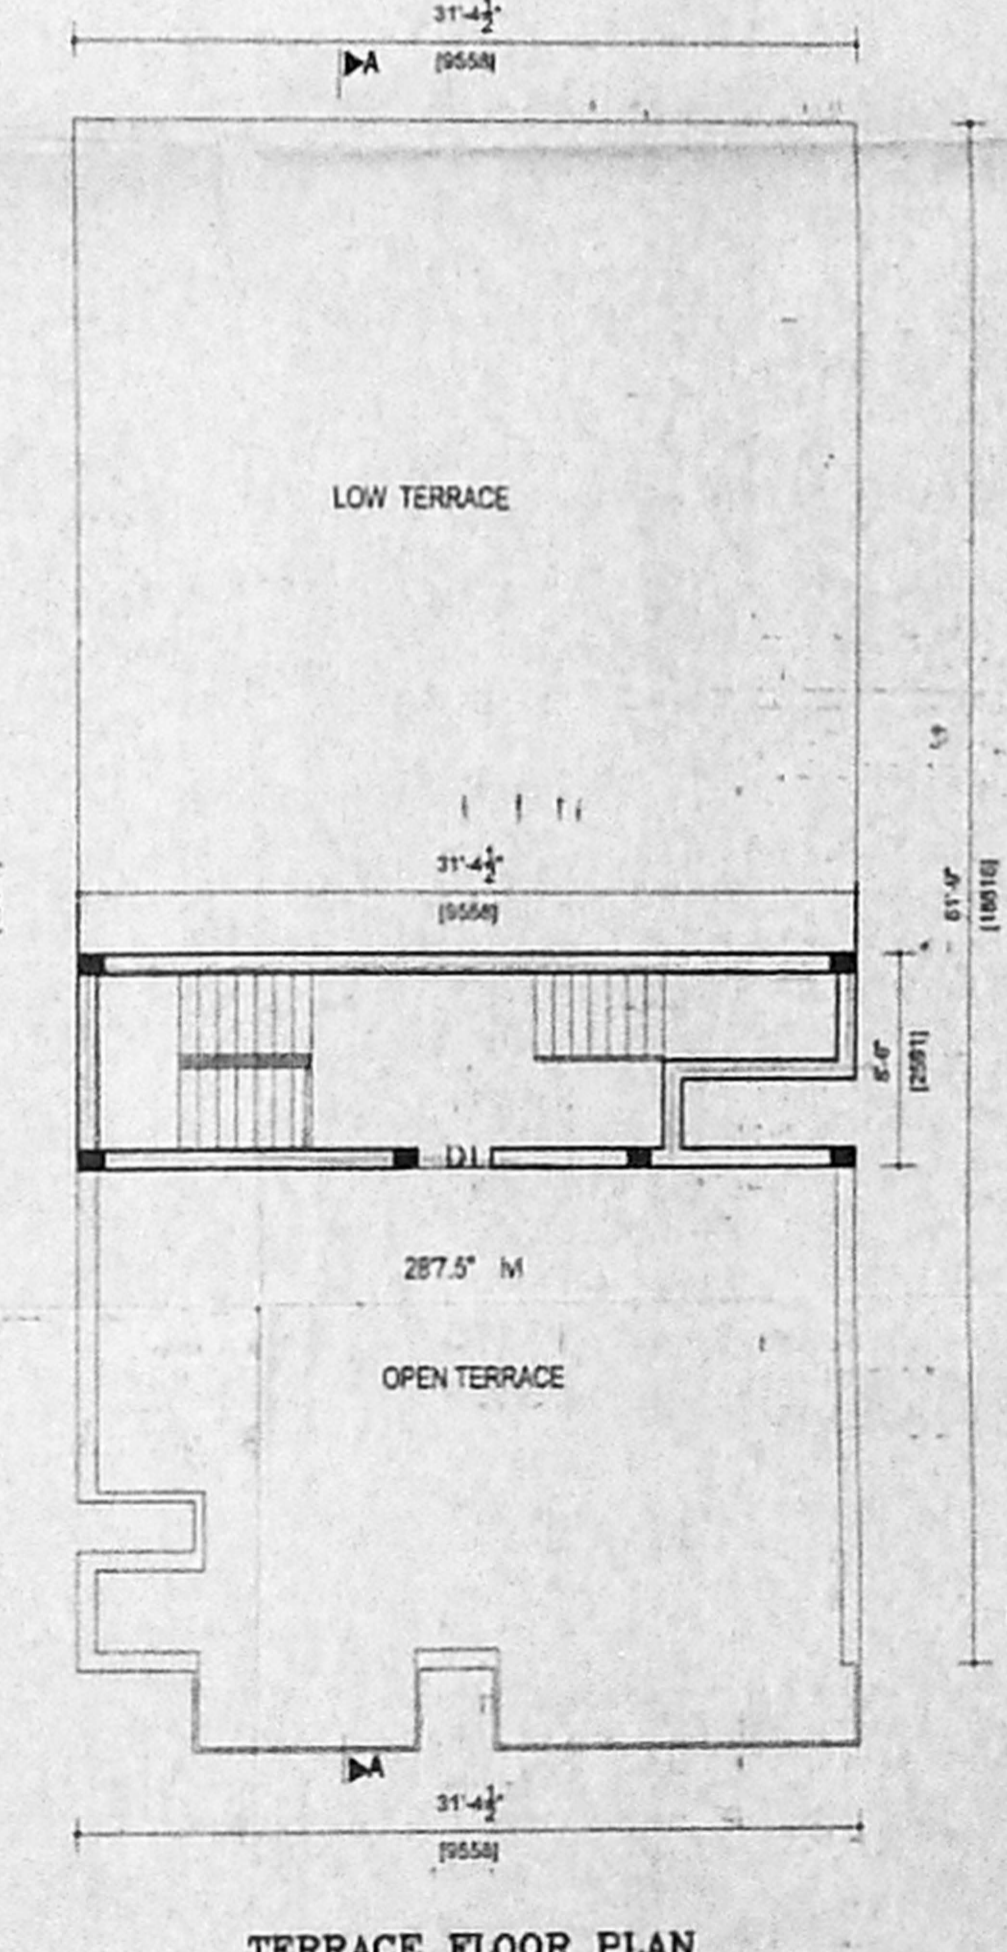 31'-4½"
[9558]
A
LOW TERRACE
31'-4½"
[9558]
61'-0"
8'-6"
[2591]
D1
287.5" lvl
OPEN TERRACE
A
31'-4½"
[9558]
TERRACE FLOOR PLAN